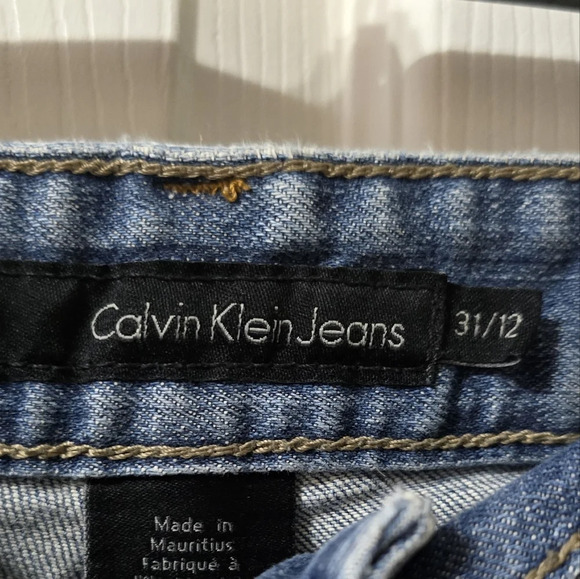 Calvin Klein Jeans
31/12
Made in
Mauritius
Fabriqué à